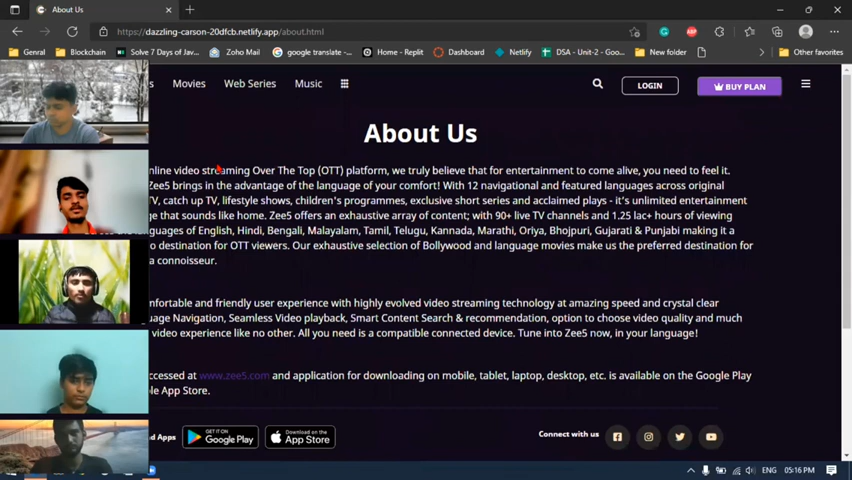 About Us
https://dazzling-carson-20dfcb.netlify.app/about.html
Genral Blockchain Solve 7 Days of Jav... Zoho Mail google translate -... Home - Replit Dashboard Netlify DSA - Unit-2 - Goo... New folder Other favorites
s Movies Web Series Music LOGIN BUY PLAN
About Us
nline video streaming Over The Top (OTT) platform, we truly believe that for entertainment to come alive, you need to feel it.
Zee5 brings in the advantage of the language of your comfort! With 12 navigational and featured languages across original
TV, catch up TV, lifestyle shows, children's programmes, exclusive short series and acclaimed plays - it's unlimited entertainment
ge that sounds like home. Zee5 offers an exhaustive array of content; with 90+ live TV channels and 1.25 lac+ hours of viewing
guages of English, Hindi, Bengali, Malayalam, Tamil, Telugu, Kannada, Marathi, Oriya, Bhojpuri, Gujarati & Punjabi making it a
o destination for OTT viewers. Our exhaustive selection of Bollywood and language movies make us the preferred destination for
a connoisseur.
mfortable and friendly user experience with highly evolved video streaming technology at amazing speed and crystal clear
uage Navigation, Seamless Video playback, Smart Content Search & recommendation, option to choose video quality and much
video experience like no other. All you need is a compatible connected device. Tune into Zee5 now, in your language!
ccessed at www.zee5.com and application for downloading on mobile, tablet, laptop, desktop, etc. is available on the Google Play
le App Store.
d Apps GET IT ON Google Play Download on the App Store Connect with us
ENG 05:16 PM